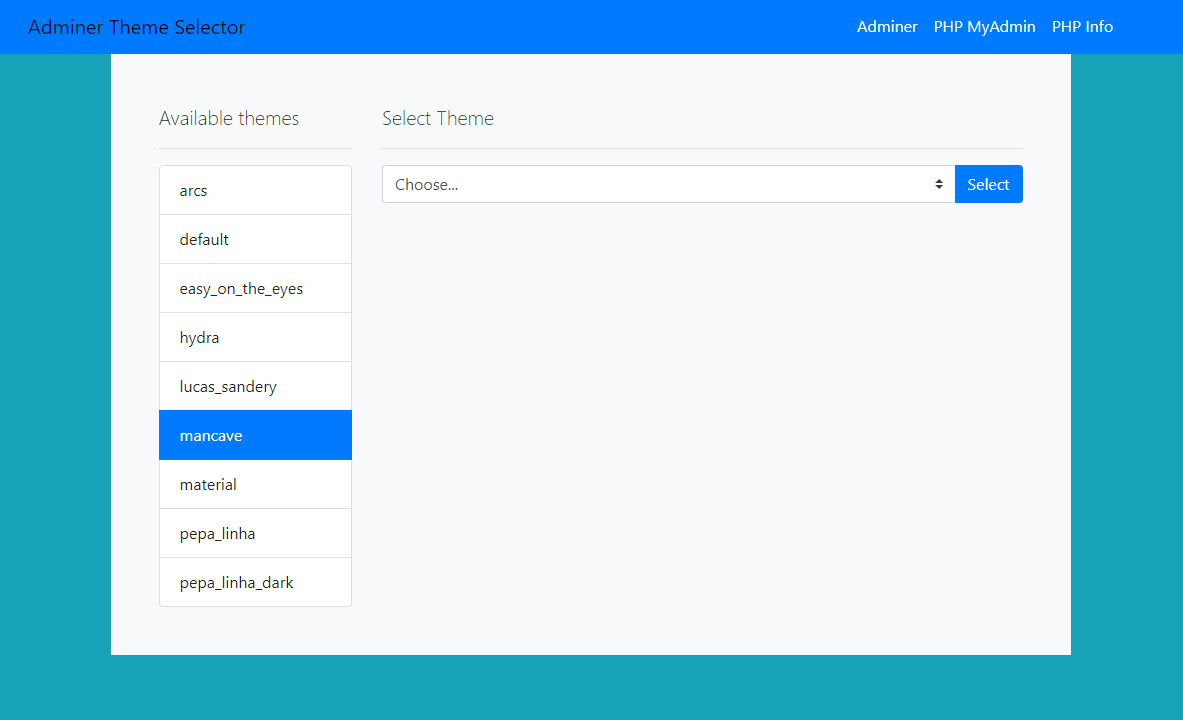 Adminer Theme Selector
Adminer PHP MyAdmin PHP Info
Available themes
arcs
default
easy_on_the_eyes
hydra
lucas_sandery
mancave
material
pepa_linha
pepa_linha_dark
Select Theme
Choose...
Select